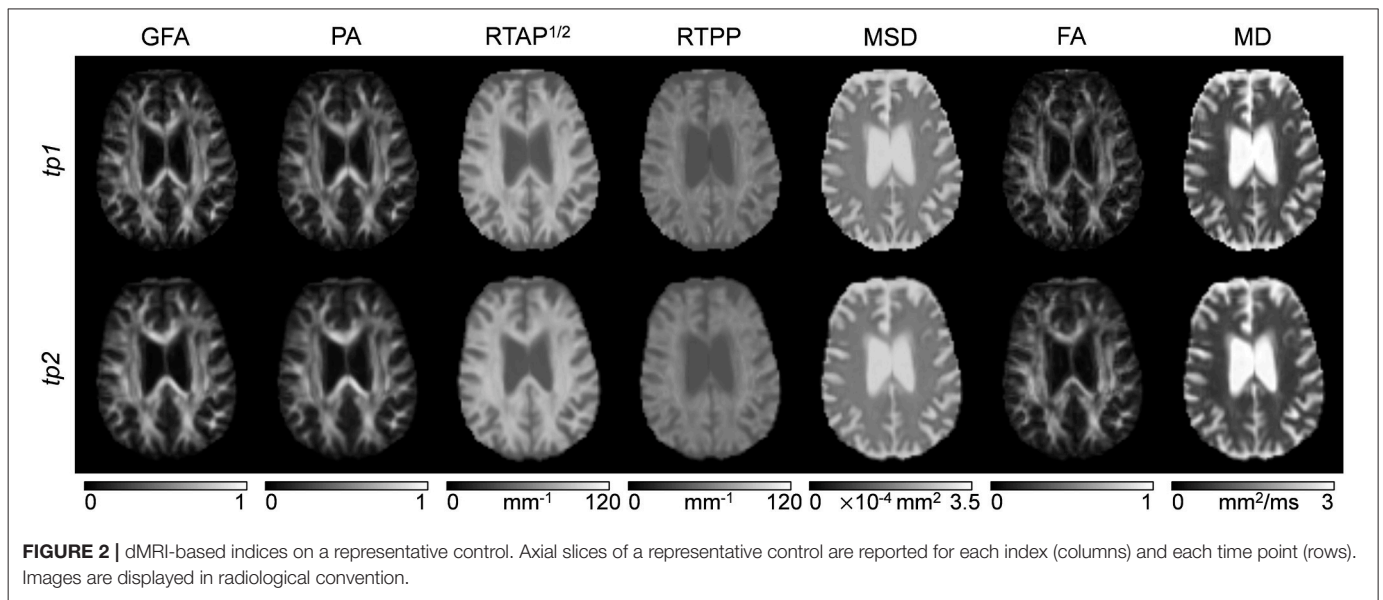 GFA PA RTAP1/2 RTPP MSD FA MD
tp1
tp2
0 1 0 1 0 mm-1 120 0 mm-1 120 0 ×10-4 mm2 3.5 0 1 0 mm2/ms 3
FIGURE 2 | dMRI-based indices on a representative control. Axial slices of a representative control are reported for each index (columns) and each time point (rows).
Images are displayed in radiological convention.